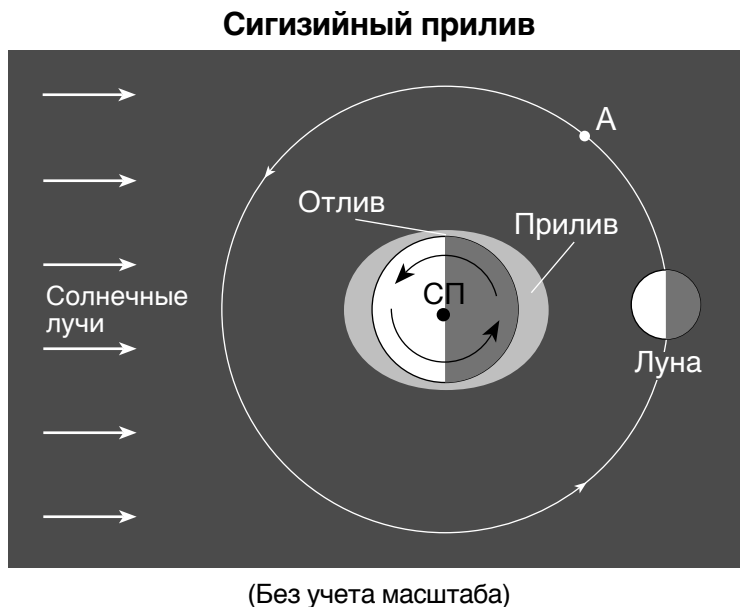 Сигизийный прилив
А
Отлив
Прилив
СП
Солнечные
лучи
Луна
(Без учета масштаба)